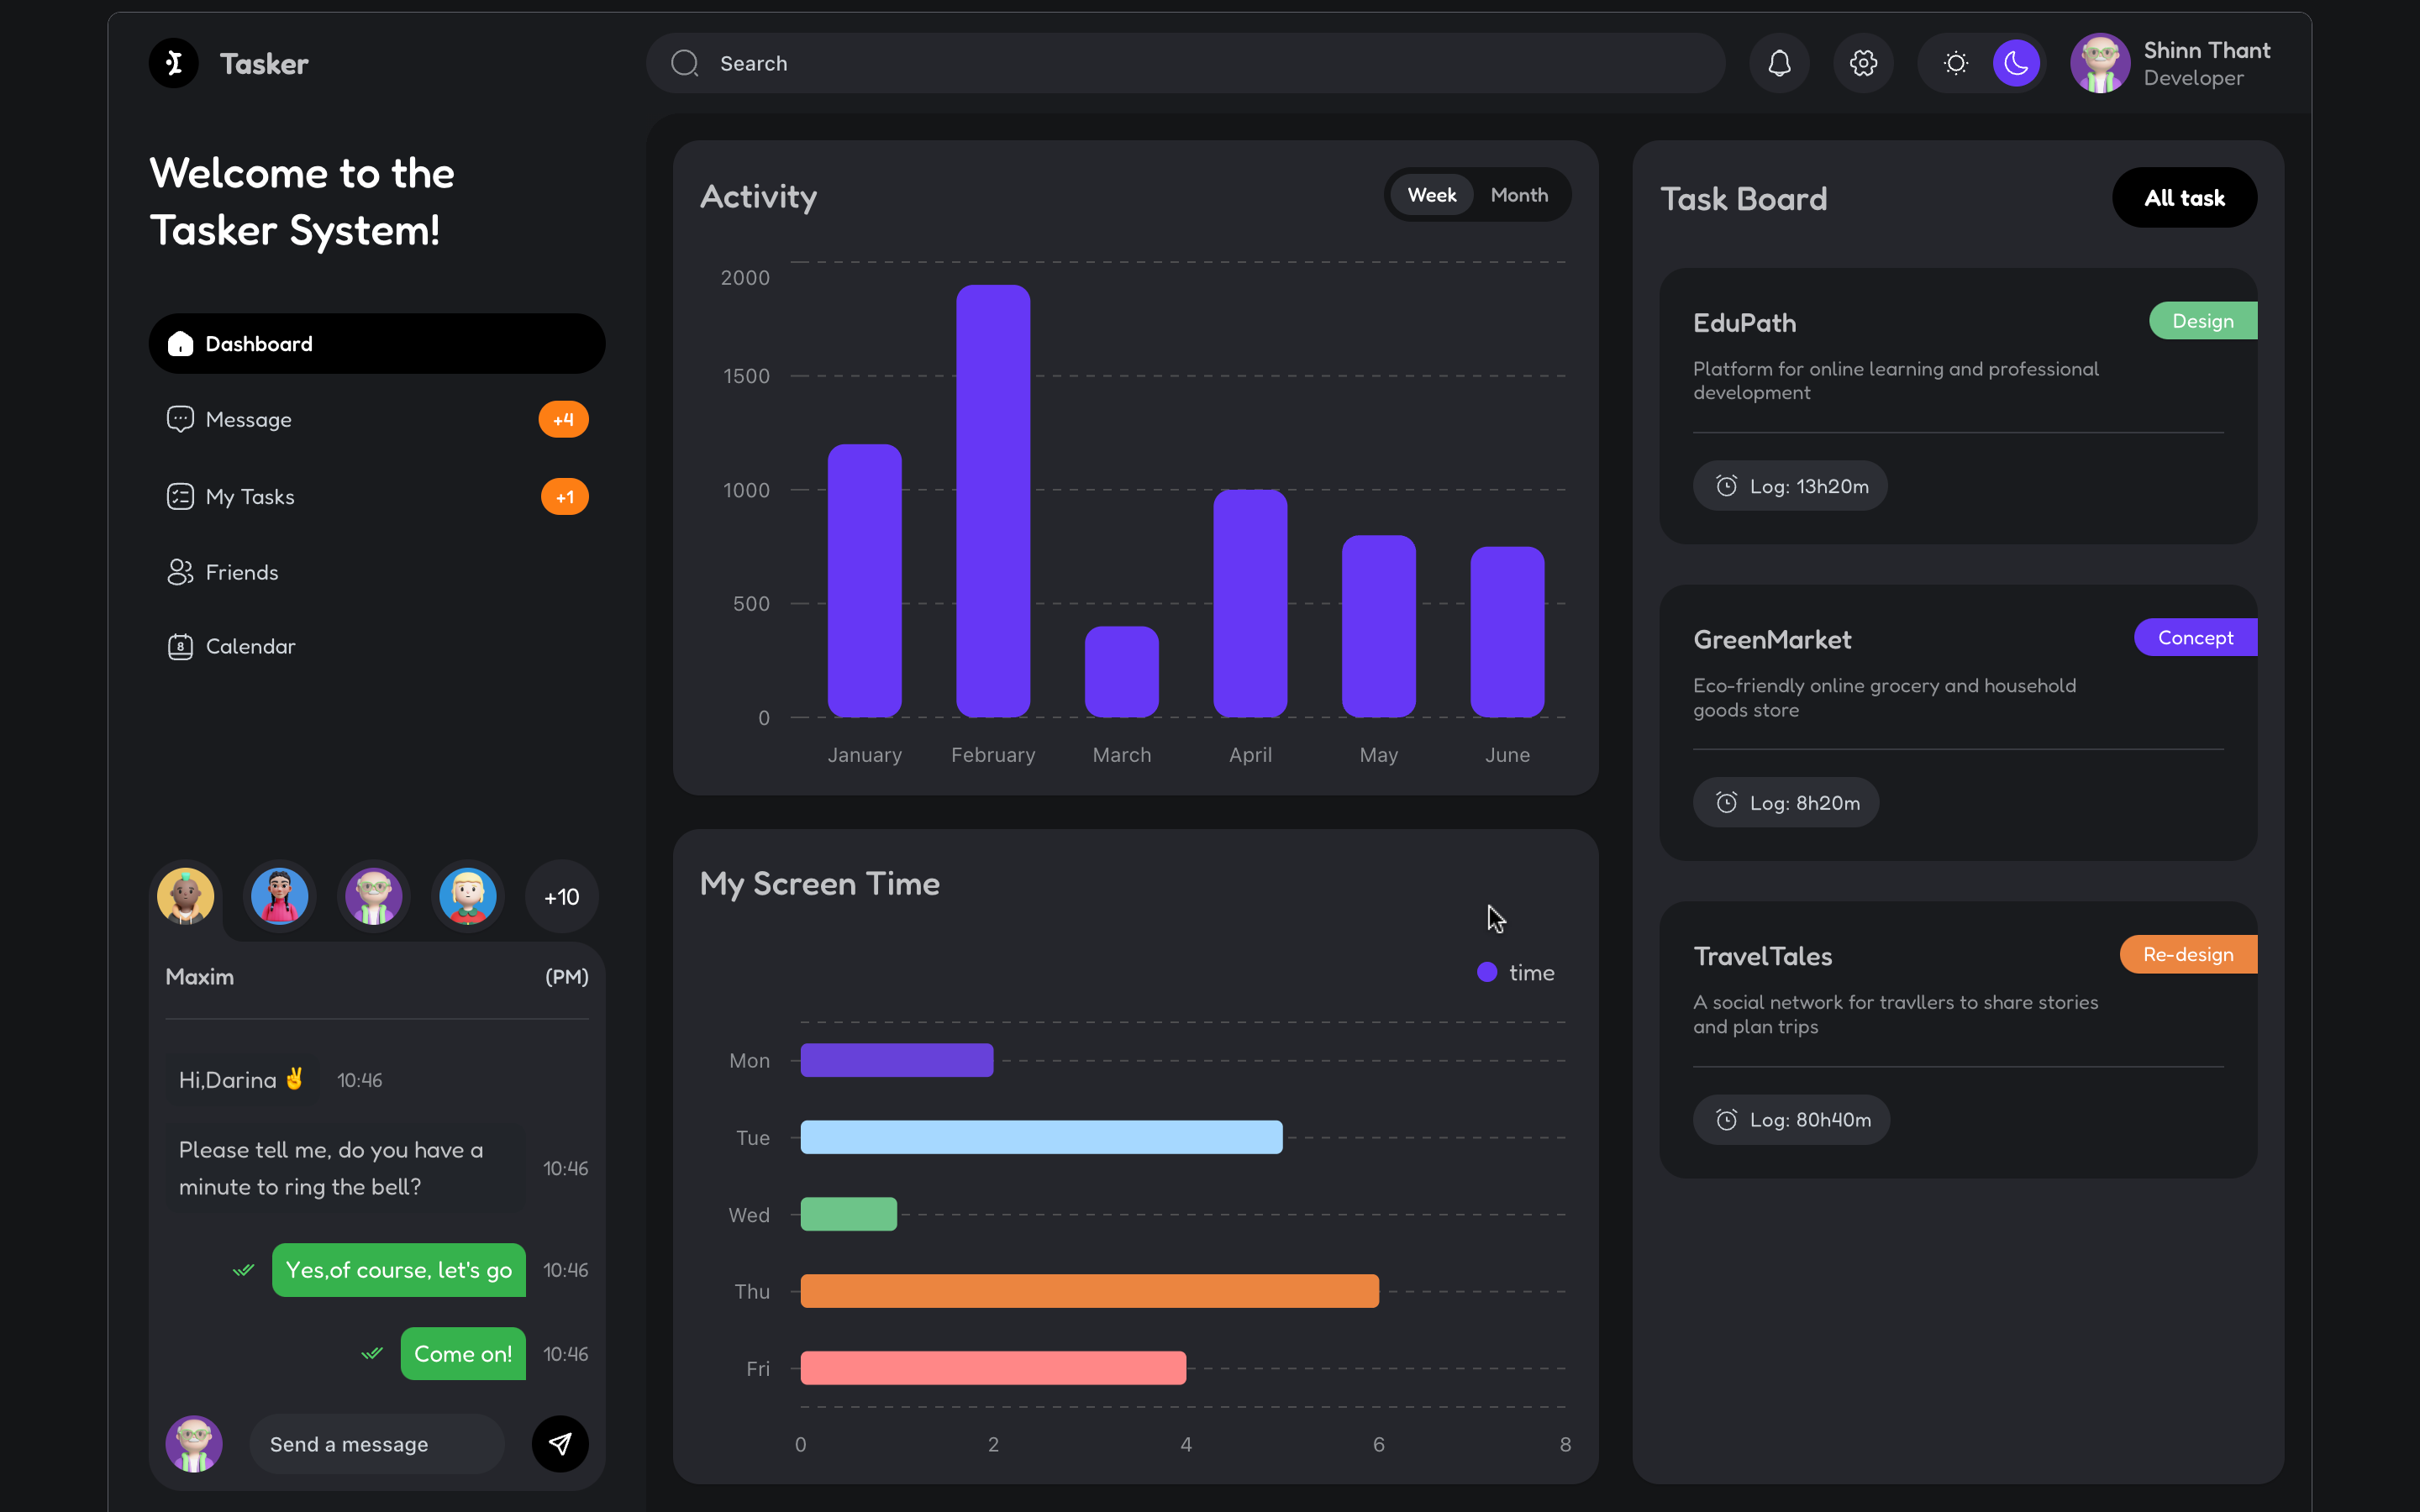 Tasker
Search
Shinn Thant
Developer
Welcome to the
Tasker System!
Dashboard
Message
+4
My Tasks
+1
Friends
8
Calendar
+10
Maxim
(PM)
Hi,Darina ✌️
10:46
Please tell me, do you have a
minute to ring the bell?
10:46
Yes,of course, let's go
10:46
Come on!
10:46
Send a message
Activity
Week
Month
2000
1500
1000
500
0
January
February
March
April
May
June
My Screen Time
time
Mon
Tue
Wed
Thu
Fri
0
2
4
6
8
Task Board
All task
EduPath
Design
Platform for online learning and professional
development
Log: 13h20m
GreenMarket
Concept
Eco-friendly online grocery and household
goods store
Log: 8h20m
TravelTales
Re-design
A social network for travllers to share stories
and plan trips
Log: 80h40m